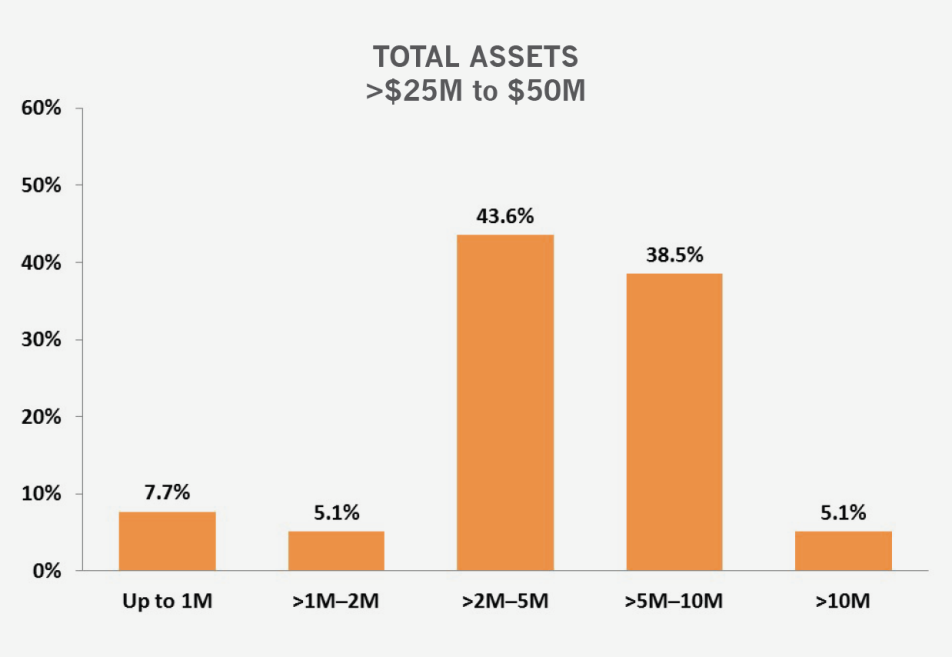 TOTAL ASSETS
>$25M to $50M
60%
50%
40%
30%
20%
10%
0%
7.7%
5.1%
43.6%
38.5%
5.1%
Up to 1M
>1M–2M
>2M–5M
>5M–10M
>10M